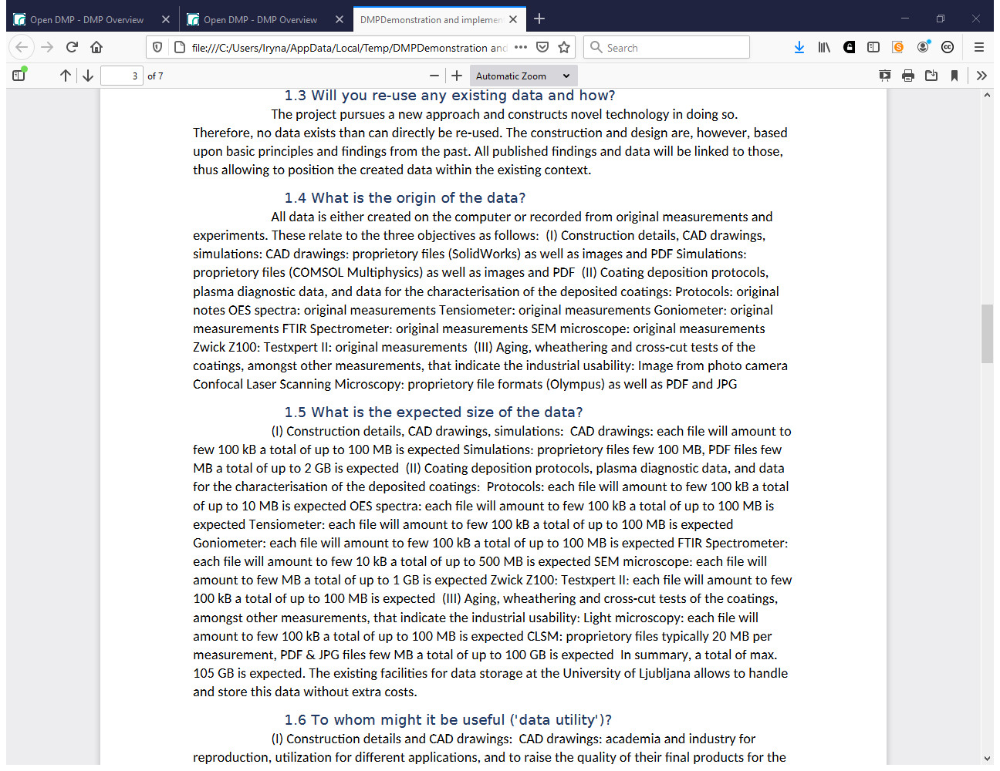 Open DMP - DMP Overview
Open DMP - DMP Overview
DMPDemonstration and implemen
file:///C:/Users/Iryna/AppData/Local/Temp/DMPDemonstration and
Search
3 of 7
Automatic Zoom
1.3 Will you re-use any existing data and how?
The project pursues a new approach and constructs novel technology in doing so.
Therefore, no data exists than can directly be re-used. The construction and design are, however, based
upon basic principles and findings from the past. All published findings and data will be linked to those,
thus allowing to position the created data within the existing context.
1.4 What is the origin of the data?
All data is either created on the computer or recorded from original measurements and
experiments. These relate to the three objectives as follows:  (I) Construction details, CAD drawings,
simulations: CAD drawings: proprietory files (SolidWorks) as well as images and PDF Simulations:
proprietory files (COMSOL Multiphysics) as well as images and PDF  (II) Coating deposition protocols,
plasma diagnostic data, and data for the characterisation of the deposited coatings: Protocols: original
notes OES spectra: original measurements Tensiometer: original measurements Goniometer: original
measurements FTIR Spectrometer: original measurements SEM microscope: original measurements
Zwick Z100: Testxpert II: original measurements  (III) Aging, wheathering and cross-cut tests of the
coatings, amongst other measurements, that indicate the industrial usability: Image from photo camera
Confocal Laser Scanning Microscopy: proprietory file formats (Olympus) as well as PDF and JPG
1.5 What is the expected size of the data?
(I) Construction details, CAD drawings, simulations:  CAD drawings: each file will amount to
few 100 kB a total of up to 100 MB is expected Simulations: proprietory files few 100 MB, PDF files few
MB a total of up to 2 GB is expected  (II) Coating deposition protocols, plasma diagnostic data, and data
for the characterisation of the deposited coatings:  Protocols: each file will amount to few 100 kB a total
of up to 10 MB is expected OES spectra: each file will amount to few 100 kB a total of up to 100 MB is
expected Tensiometer: each file will amount to few 100 kB a total of up to 100 MB is expected
Goniometer: each file will amount to few 100 kB a total of up to 100 MB is expected FTIR Spectrometer:
each file will amount to few 10 kB a total of up to 500 MB is expected SEM microscope: each file will
amount to few MB a total of up to 1 GB is expected Zwick Z100: Testxpert II: each file will amount to few
100 kB a total of up to 100 MB is expected  (III) Aging, wheathering and cross-cut tests of the coatings,
amongst other measurements, that indicate the industrial usability: Light microscopy: each file will
amount to few 100 kB a total of up to 100 MB is expected CLSM: proprietory files typically 20 MB per
measurement, PDF & JPG files few MB a total of up to 100 GB is expected  In summary, a total of max.
105 GB is expected. The existing facilities for data storage at the University of Ljubljana allows to handle
and store this data without extra costs.
1.6 To whom might it be useful ('data utility')?
(I) Construction details and CAD drawings:  CAD drawings: academia and industry for
reproduction, utilization for different applications, and to raise the quality of their final products for the